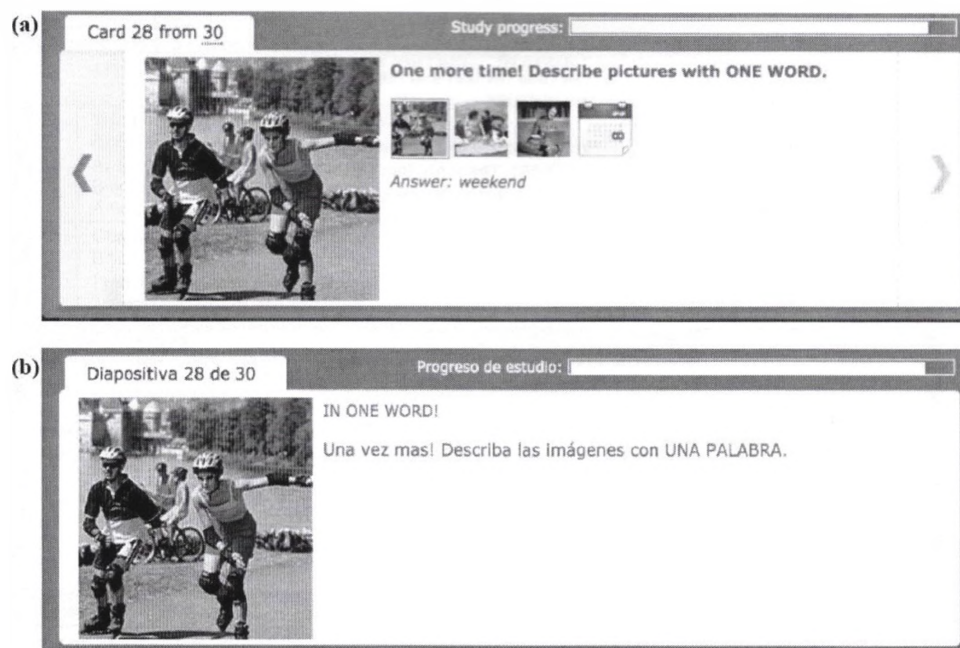 (a)
Card 28 from 30
Study progress:
One more time! Describe pictures with ONE WORD.
Answer: weekend
(b)
Diapositiva 28 de 30
Progreso de estudio:
IN ONE WORD!
Una vez mas! Describa las imágenes con UNA PALABRA.